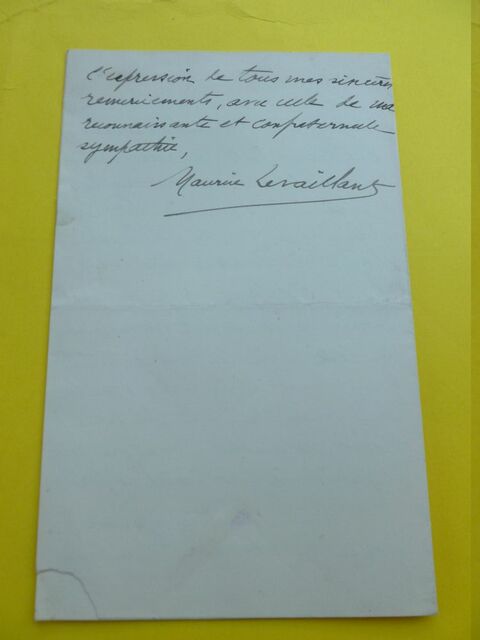 l'expression de tous mes sincères
remerciements, avec celle de ma
reconnaissante et confraternelle
sympathie,
Maurice Levaillant